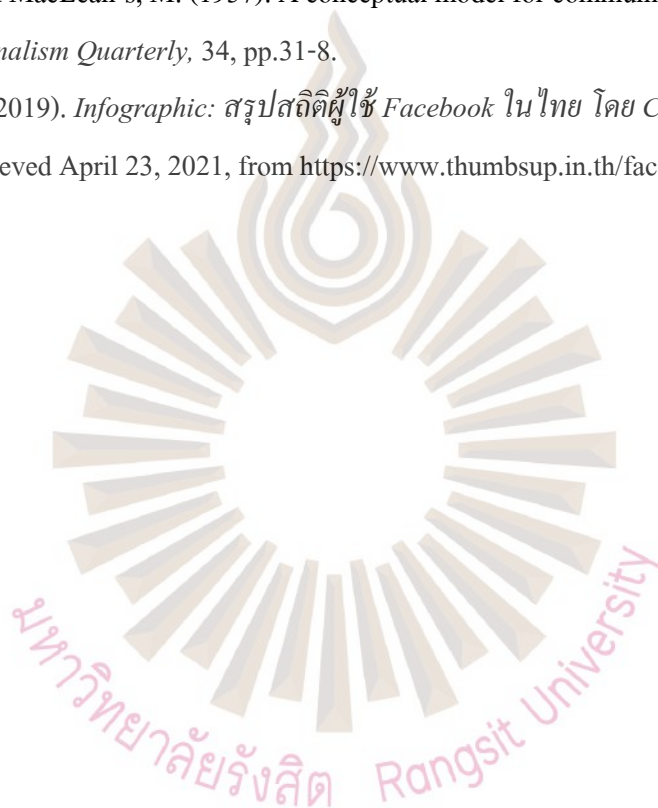 MacLean's, M. (1957). A conceptual model for
nalism Quarterly, 34, pp.31-8.
2019). Infographic: สรุปสถิติผู้ใช้ Facebook ในไทย โดย
eved April 23, 2021, from https://www.thumbsup.in.th/fac
มหาวิทยาลัยรังสิต Rangsit University